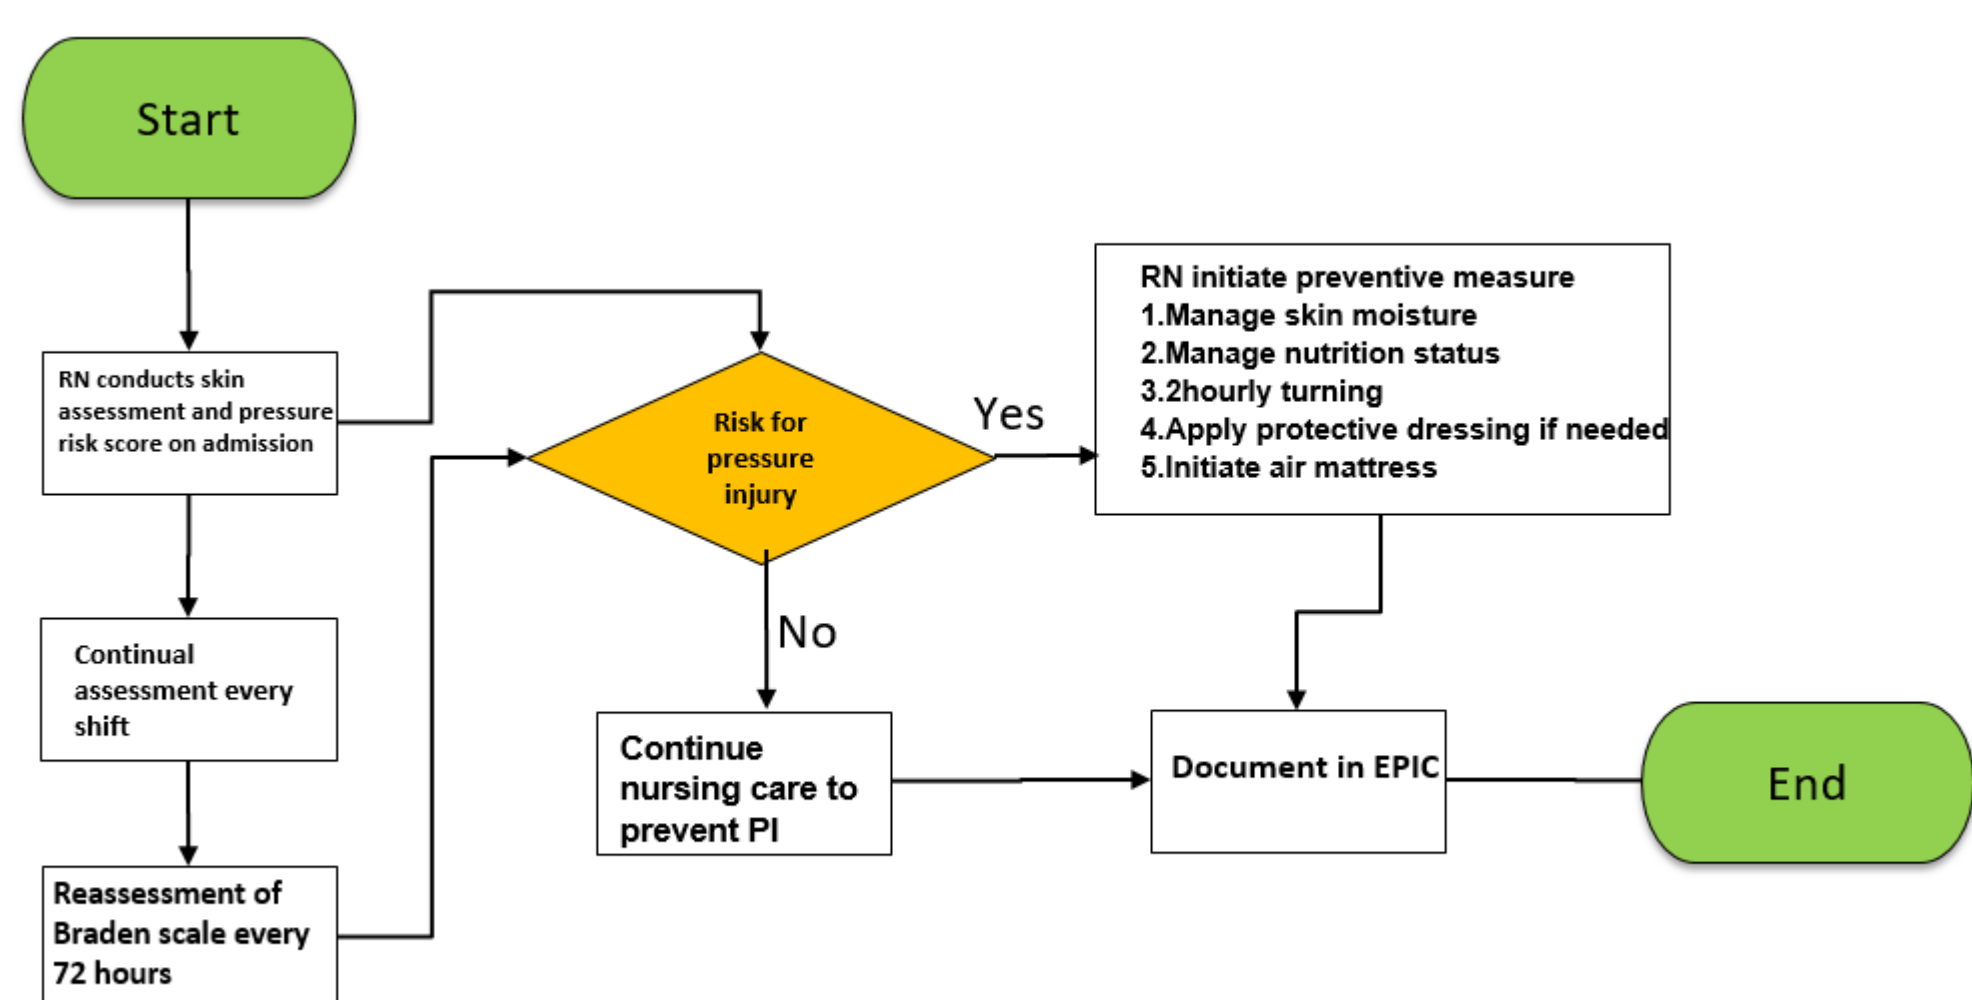 Start
RN conducts skin
assessment and pressure
risk score on admission
Continual
assessment every
shift
Reassessment of
Braden scale every
72 hours
Risk for
pressure
injury
Yes
No
RN initiate preventive measure
1.Manage skin moisture
2.Manage nutrition status
3.2hourly turning
4.Apply protective dressing if needed
5.Initiate air mattress
Continue
nursing care to
prevent PI
Document in EPIC
End